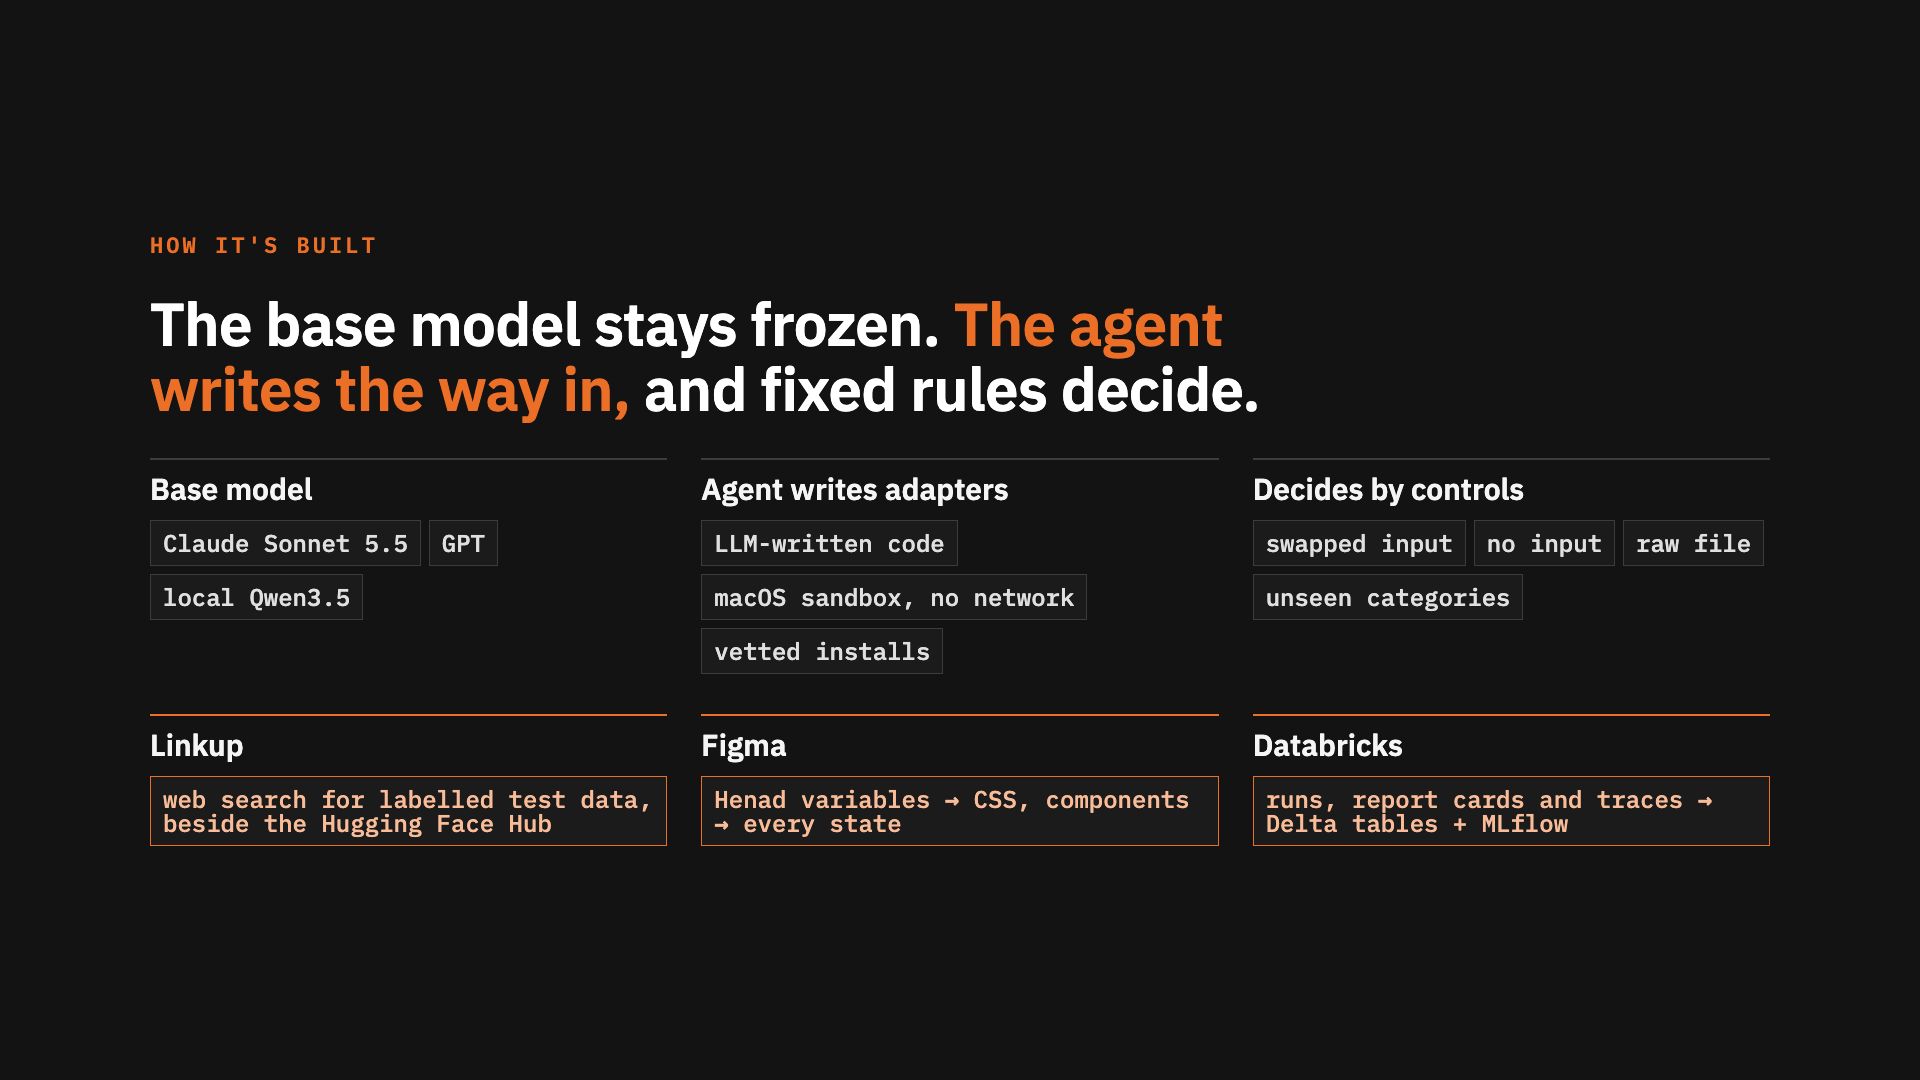 HOW IT'S BUILT
The base model stays frozen. The agent
writes the way in, and fixed rules decide.
Base model
Claude Sonnet 5.5
GPT
local Qwen3.5
Agent writes adapters
LLM-written code
macOS sandbox, no network
vetted installs
Decides by controls
swapped input
no input
raw file
unseen categories
Linkup
web search for labelled test data,
beside the Hugging Face Hub
Figma
Henad variables → CSS, components
→ every state
Databricks
runs, report cards and traces →
Delta tables + MLflow